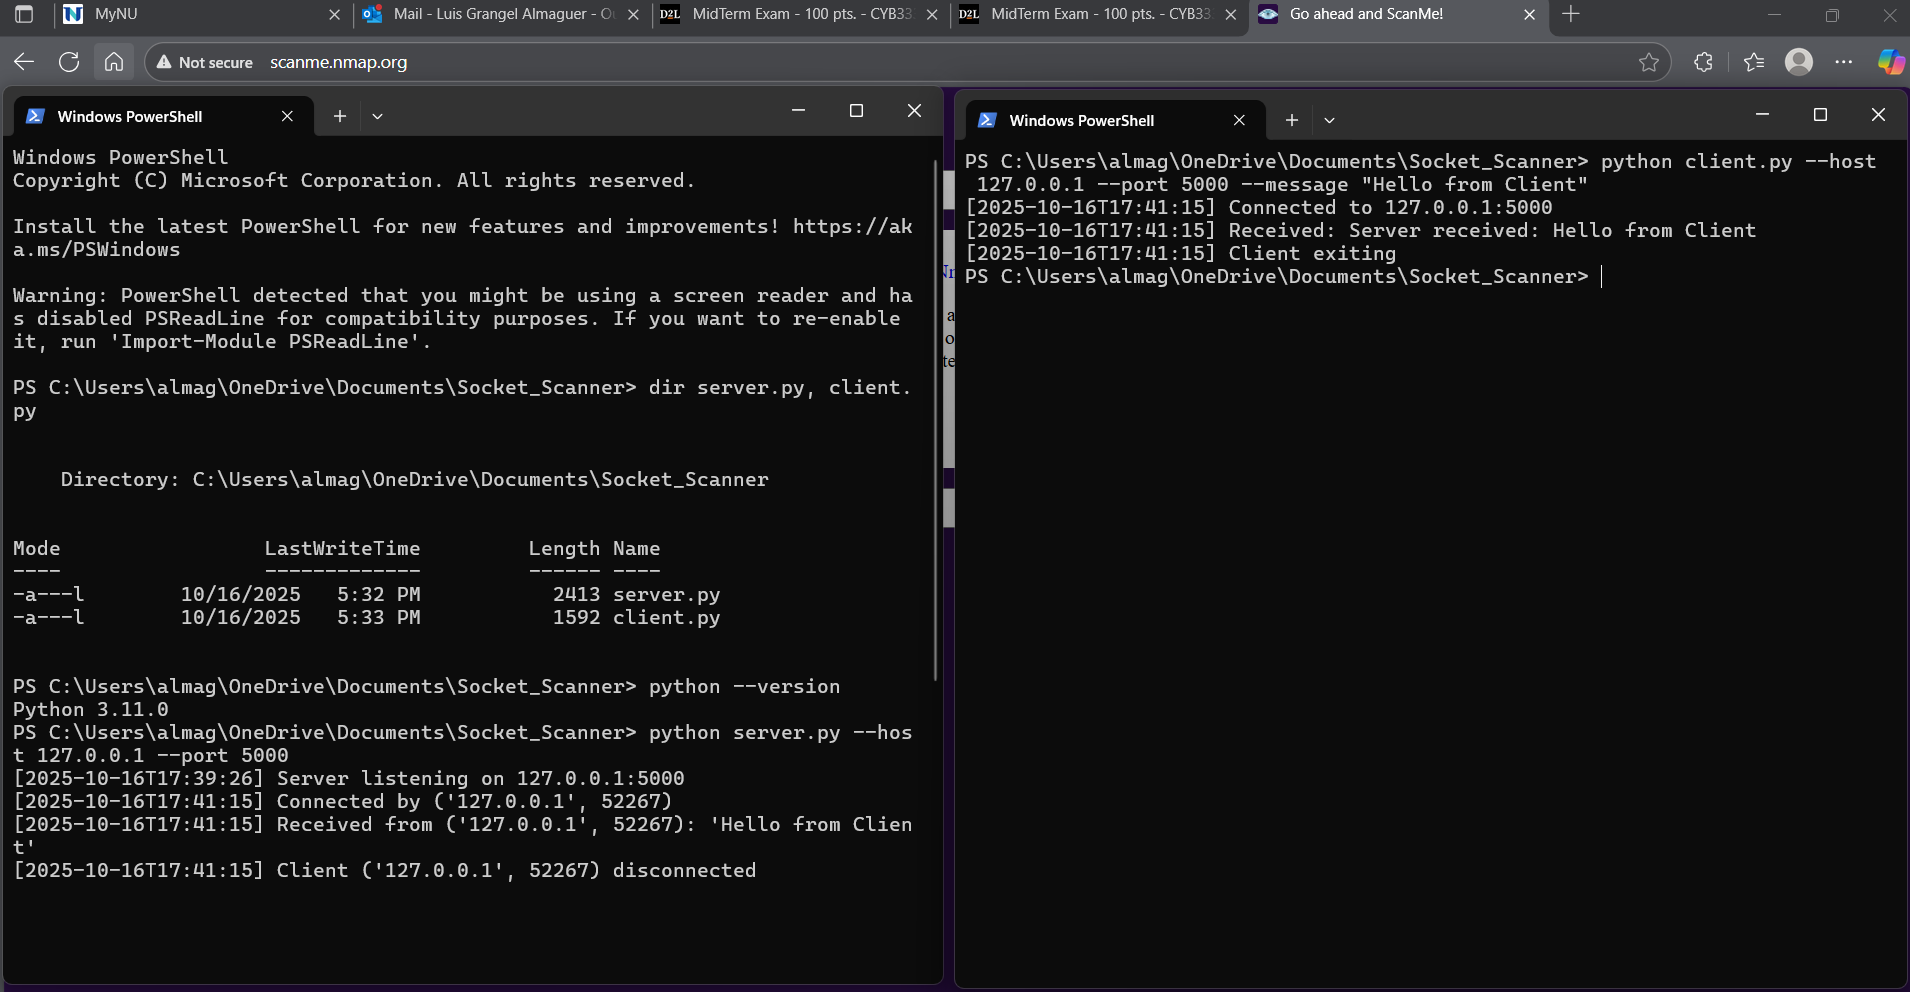 MyNU
Mail - Luis Grangel Almaguer - Ou
D2L MidTerm Exam - 100 pts. - CYB33
D2L MidTerm Exam - 100 pts. - CYB33
Go ahead and ScanMe!
Not secure scanme.nmap.org
Windows PowerShell
Windows PowerShell
Copyright (C) Microsoft Corporation. All rights reserved.
Install the latest PowerShell for new features and improvements! https://ak
a.ms/PSWindows
Warning: PowerShell detected that you might be using a screen reader and ha
s disabled PSReadLine for compatibility purposes. If you want to re-enable
it, run 'Import-Module PSReadLine'.
PS C:\Users\almag\OneDrive\Documents\Socket_Scanner> dir server.py, client.
py
Directory: C:\Users\almag\OneDrive\Documents\Socket_Scanner
Mode LastWriteTime Length Name
---- ------------- ------ ----
-a---l 10/16/2025 5:32 PM 2413 server.py
-a---l 10/16/2025 5:33 PM 1592 client.py
PS C:\Users\almag\OneDrive\Documents\Socket_Scanner> python --version
Python 3.11.0
PS C:\Users\almag\OneDrive\Documents\Socket_Scanner> python server.py --hos
t 127.0.0.1 --port 5000
[2025-10-16T17:39:26] Server listening on 127.0.0.1:5000
[2025-10-16T17:41:15] Connected by ('127.0.0.1', 52267)
[2025-10-16T17:41:15] Received from ('127.0.0.1', 52267): 'Hello from Clien
t'
[2025-10-16T17:41:15] Client ('127.0.0.1', 52267) disconnected
Windows PowerShell
PS C:\Users\almag\OneDrive\Documents\Socket_Scanner> python client.py --host
127.0.0.1 --port 5000 --message "Hello from Client"
[2025-10-16T17:41:15] Connected to 127.0.0.1:5000
[2025-10-16T17:41:15] Received: Server received: Hello from Client
[2025-10-16T17:41:15] Client exiting
PS C:\Users\almag\OneDrive\Documents\Socket_Scanner>